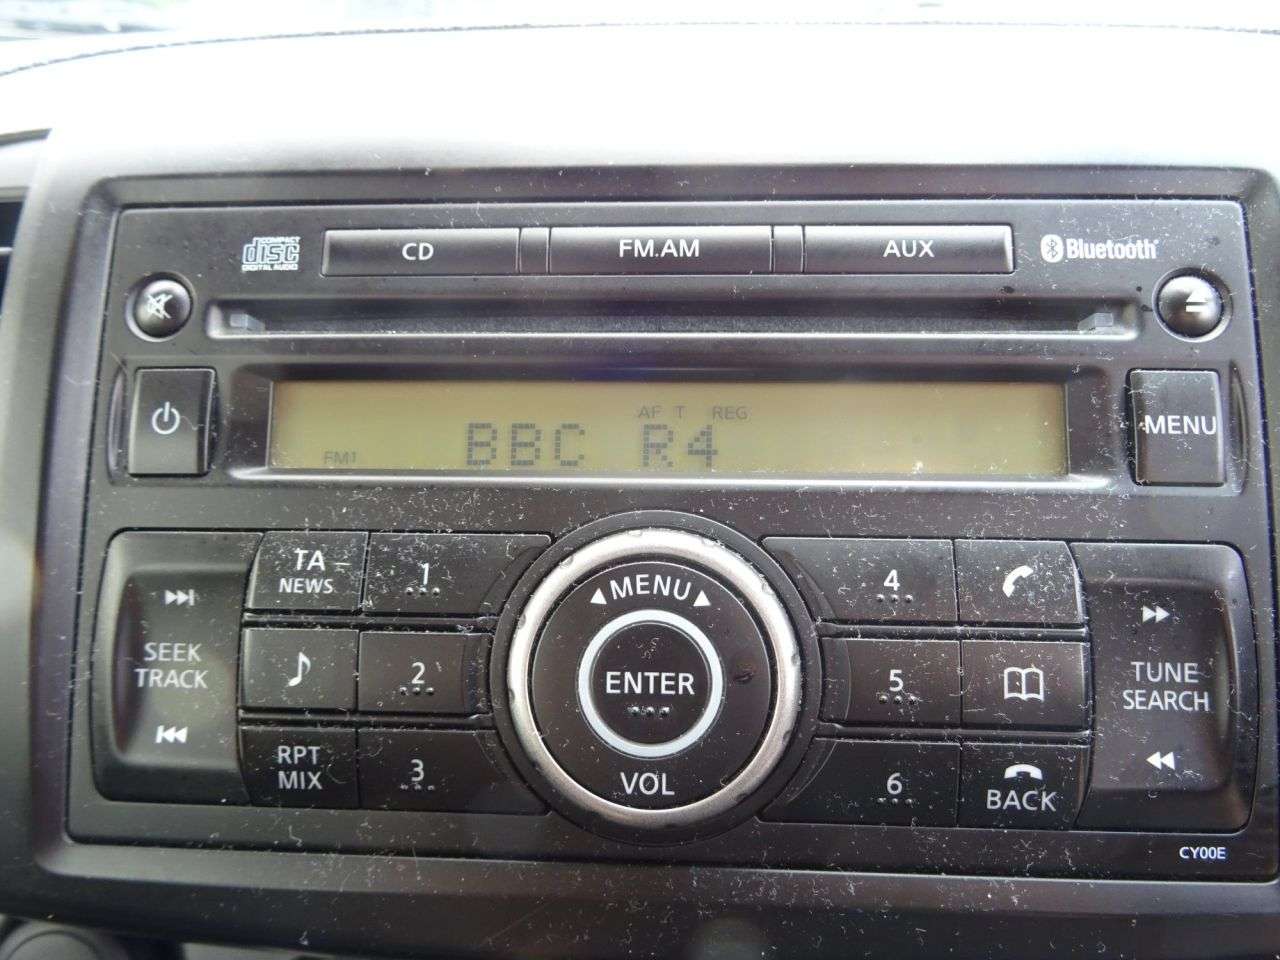 COMPACT
disc
DIGITAL AUDIO
CD
FM.AM
AUX
Bluetooth
AF T REG
FM1
BBC R4
MENU
TA
NEWS
1
MENU
4
SEEK
TRACK
2
ENTER
5
TUNE
SEARCH
RPT
MIX
3
VOL
6
BACK
CY00E